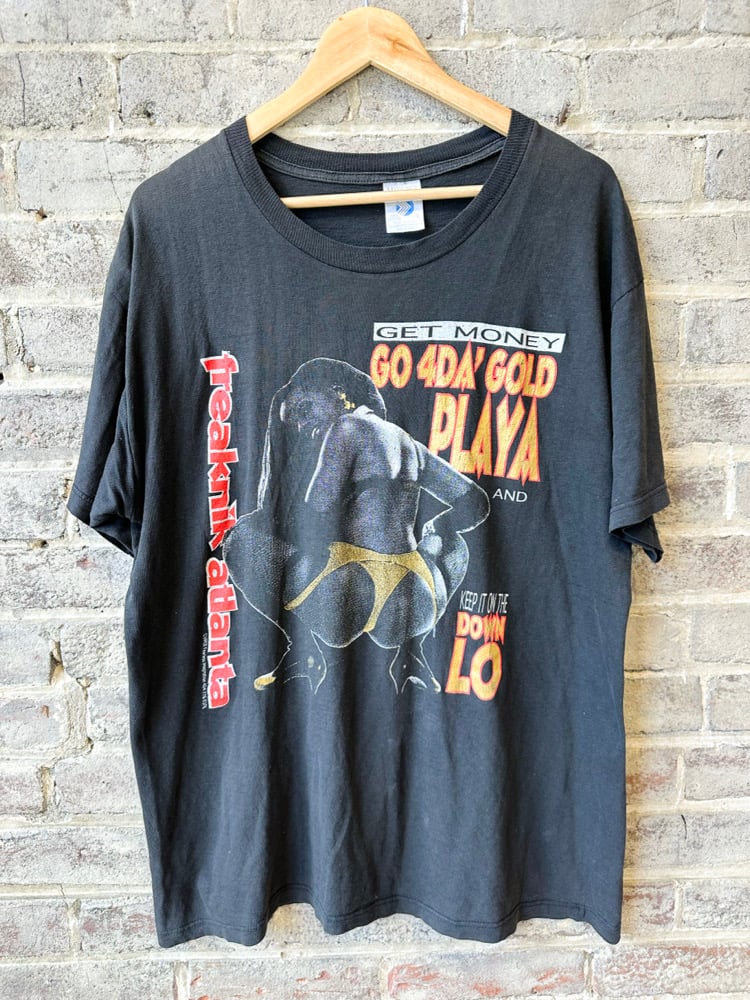 GET MONEY
GO 4DA' GOLD
PLAYA
AND
KEEP IT ON THE
DOWN
LO
freaknik atlanta